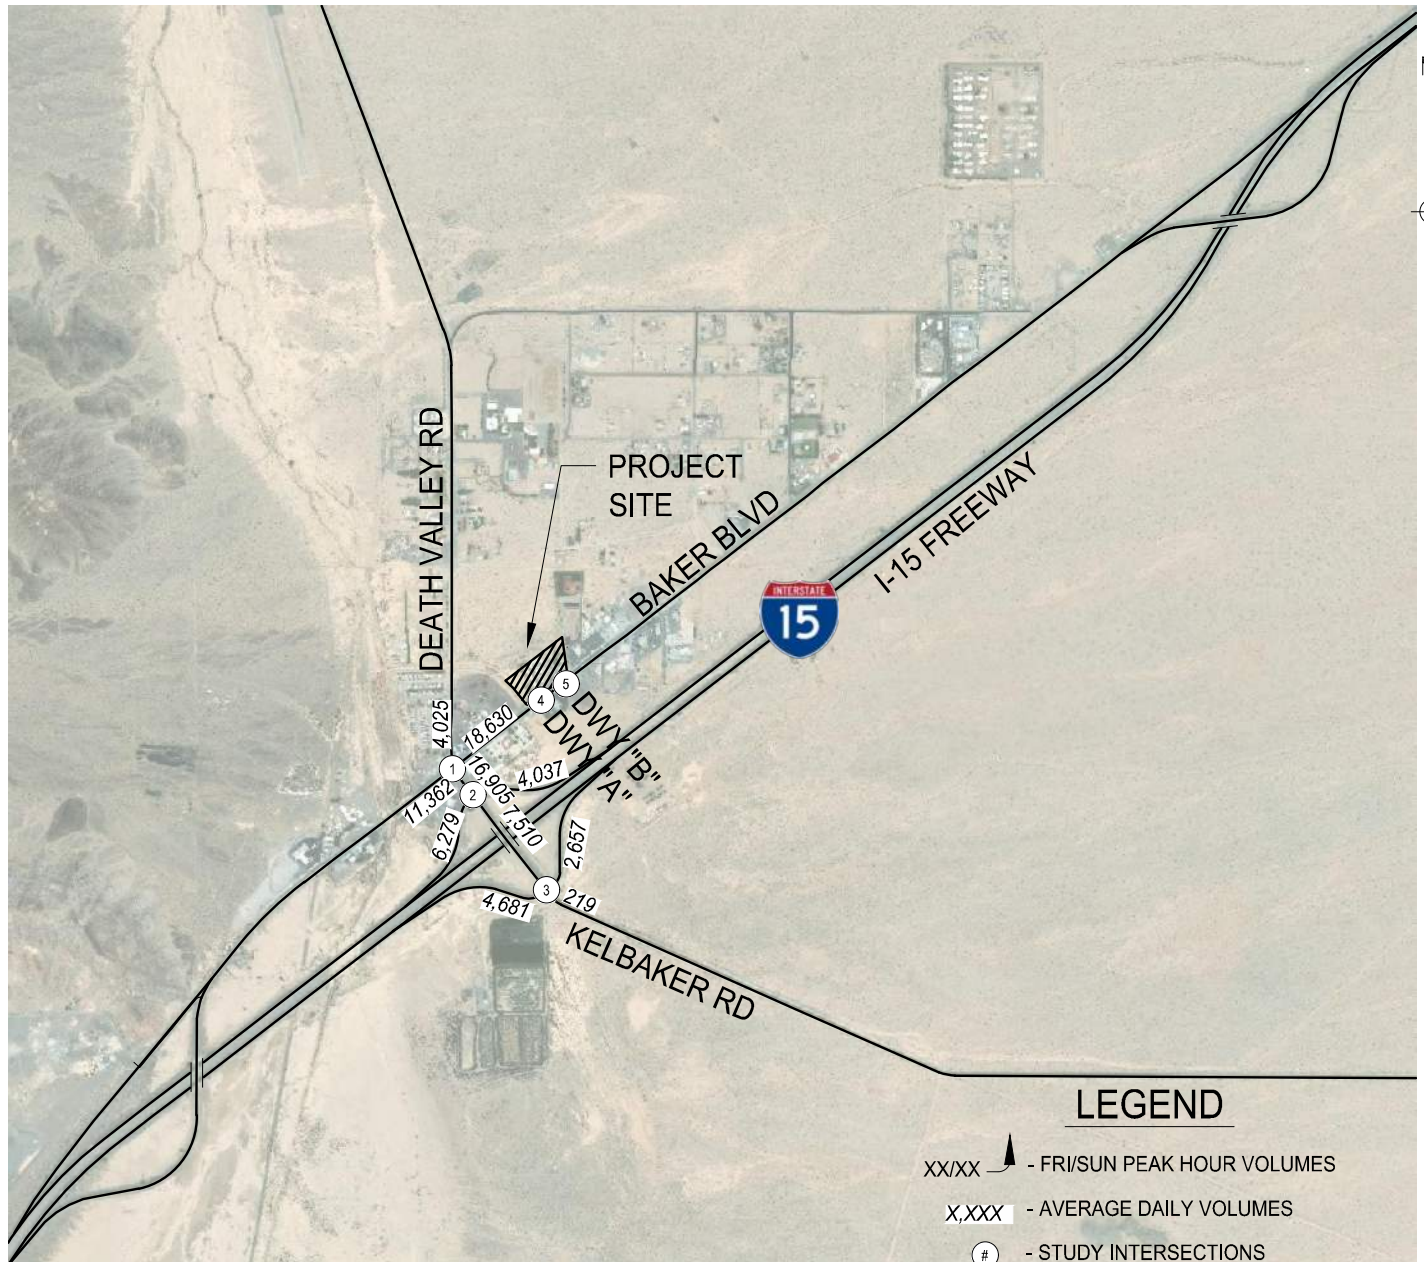 DEATH VALLEY RD
PROJECT
SITE
BAKER BLVD
I-15 FREEWAY
INTERSTATE
15
4,025
18,630
5
4
DWY "B"
DWY "A"
1
16,905
4,037
11,362
2
7,510
6,279
2,657
3
219
4,681
KELBAKER RD
LEGEND
XX/XX - FRI/SUN PEAK HOUR VOLUMES
X,XXX - AVERAGE DAILY VOLUMES
# - STUDY INTERSECTIONS